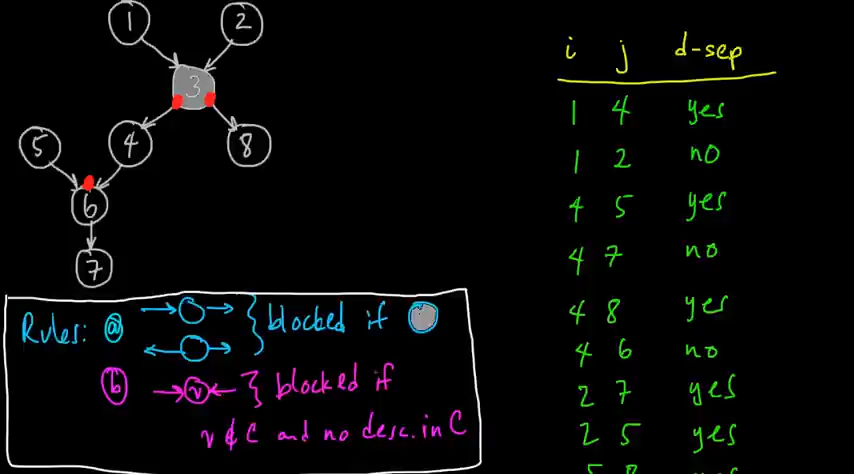 1 2
3
5 4 8
6
7
i j d-sep
1 4 yes
1 2 no
4 5 yes
4 7 no
4 8 yes
4 6 no
2 7 yes
2 5 yes
Rules: @ } blocked if
b v } blocked if
v ∉ C and no desc. in C